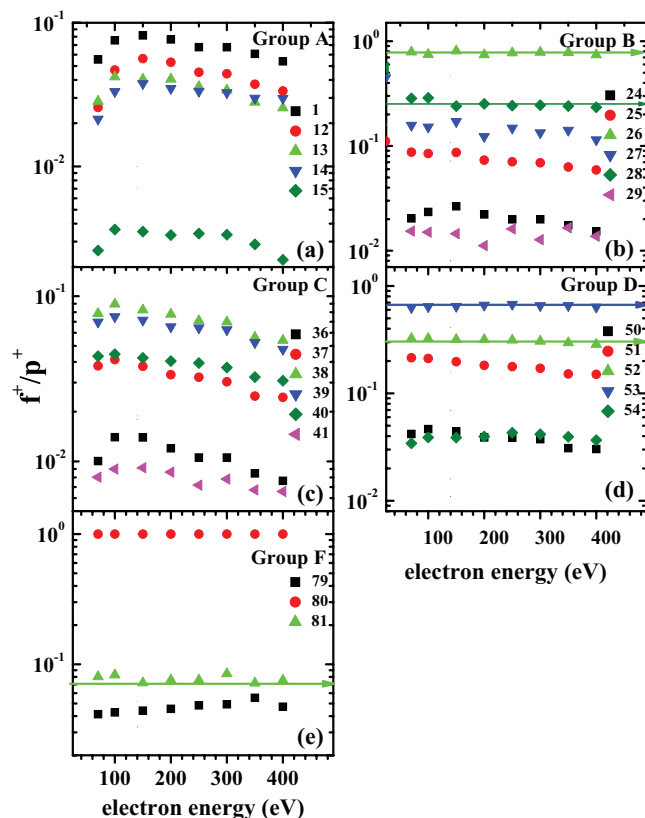 f⁺/p⁺
10⁻¹
10⁻²
Group A
1
12
13
14
15
(a)
10⁰
10⁻¹
10⁻²
Group B
24
25
26
27
28
29
(b)
10⁻¹
10⁻²
Group C
36
37
38
39
40
41
(c)
10⁰
10⁻¹
10⁻²
Group D
50
51
52
53
54
(d)
100 200 300 400
electron energy (eV)
10⁰
10⁻¹
Group F
79
80
81
(e)
100 200 300 400
electron energy (eV)